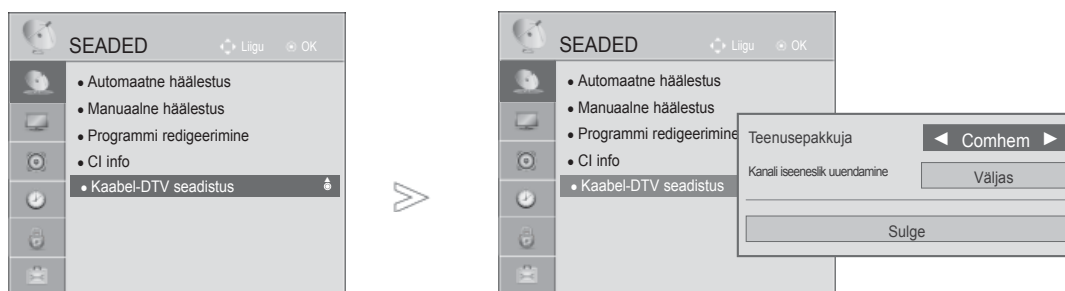 SEADED
Liigu
OK
• Automaatne häälestus
• Manuaalne häälestus
• Programmi redigeerimine
• CI info
• Kaabel-DTV seadistus
SEADED
Liigu
OK
• Automaatne häälestus
• Manuaalne häälestus
• Programmi redigeerimine
• CI info
• Kaabel-DTV seadistus
Teenusepakkuja
◀ Comhem ▶
Kanali iseeneslik uuendamine
Väljas
Sulge